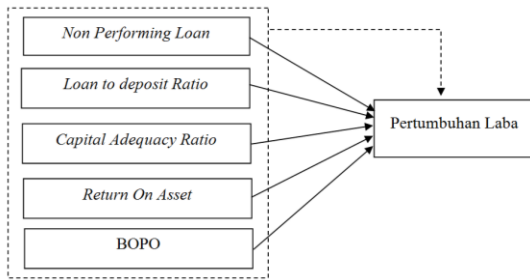 Non Performing Loan
Loan to deposit Ratio
Capital Adequacy Ratio
Return On Asset
BOPO
Pertumbuhan Laba